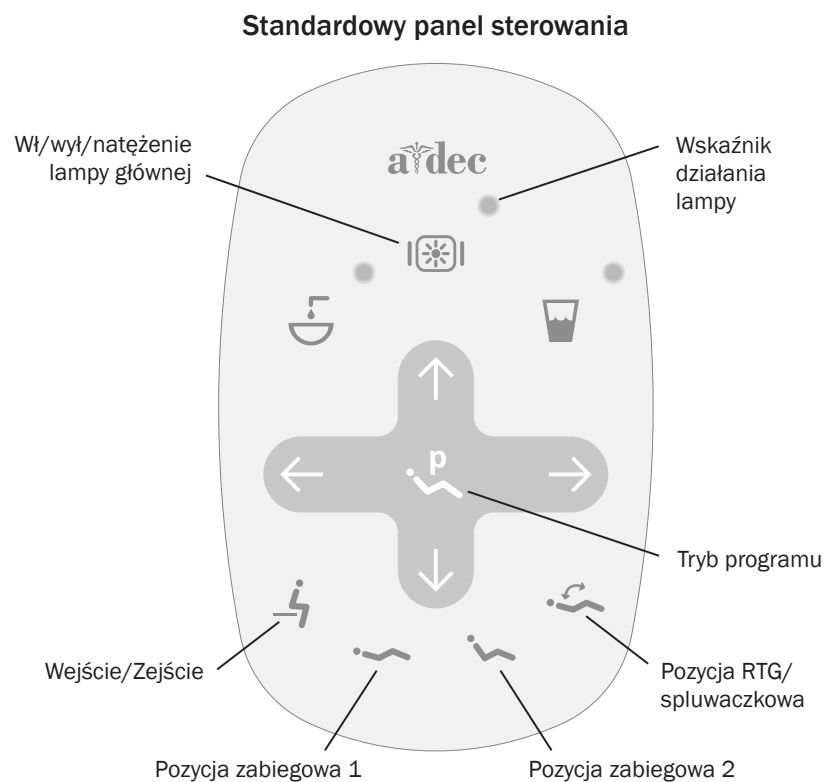 Standardowy panel sterowania
Wł/wył/natężenie
lampy głównej
a dec
Wskaźnik
działania
lampy
p
Tryb programu
Wejście/Zejście
Pozycja RTG/
spluwaczkowa
Pozycja zabiegowa 1
Pozycja zabiegowa 2